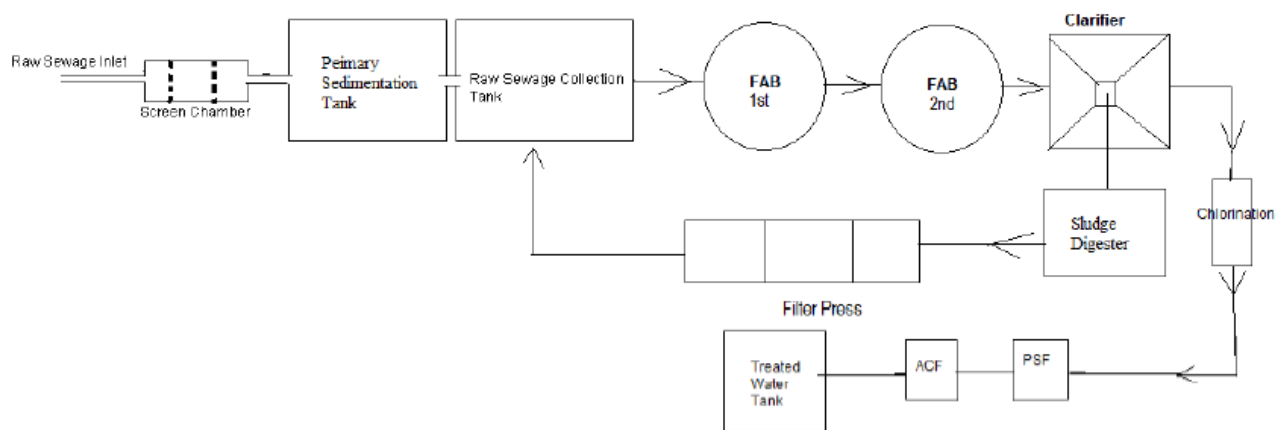 Raw Sewage Inlet
Screen Chamber
Peimary
Sedimentation
Tank
Raw Sewage Collection
Tank
FAB
1st
FAB
2nd
Clarifier
Chlorination
Sludge
Digester
Filter Press
Treated
Water
Tank
ACF
PSF